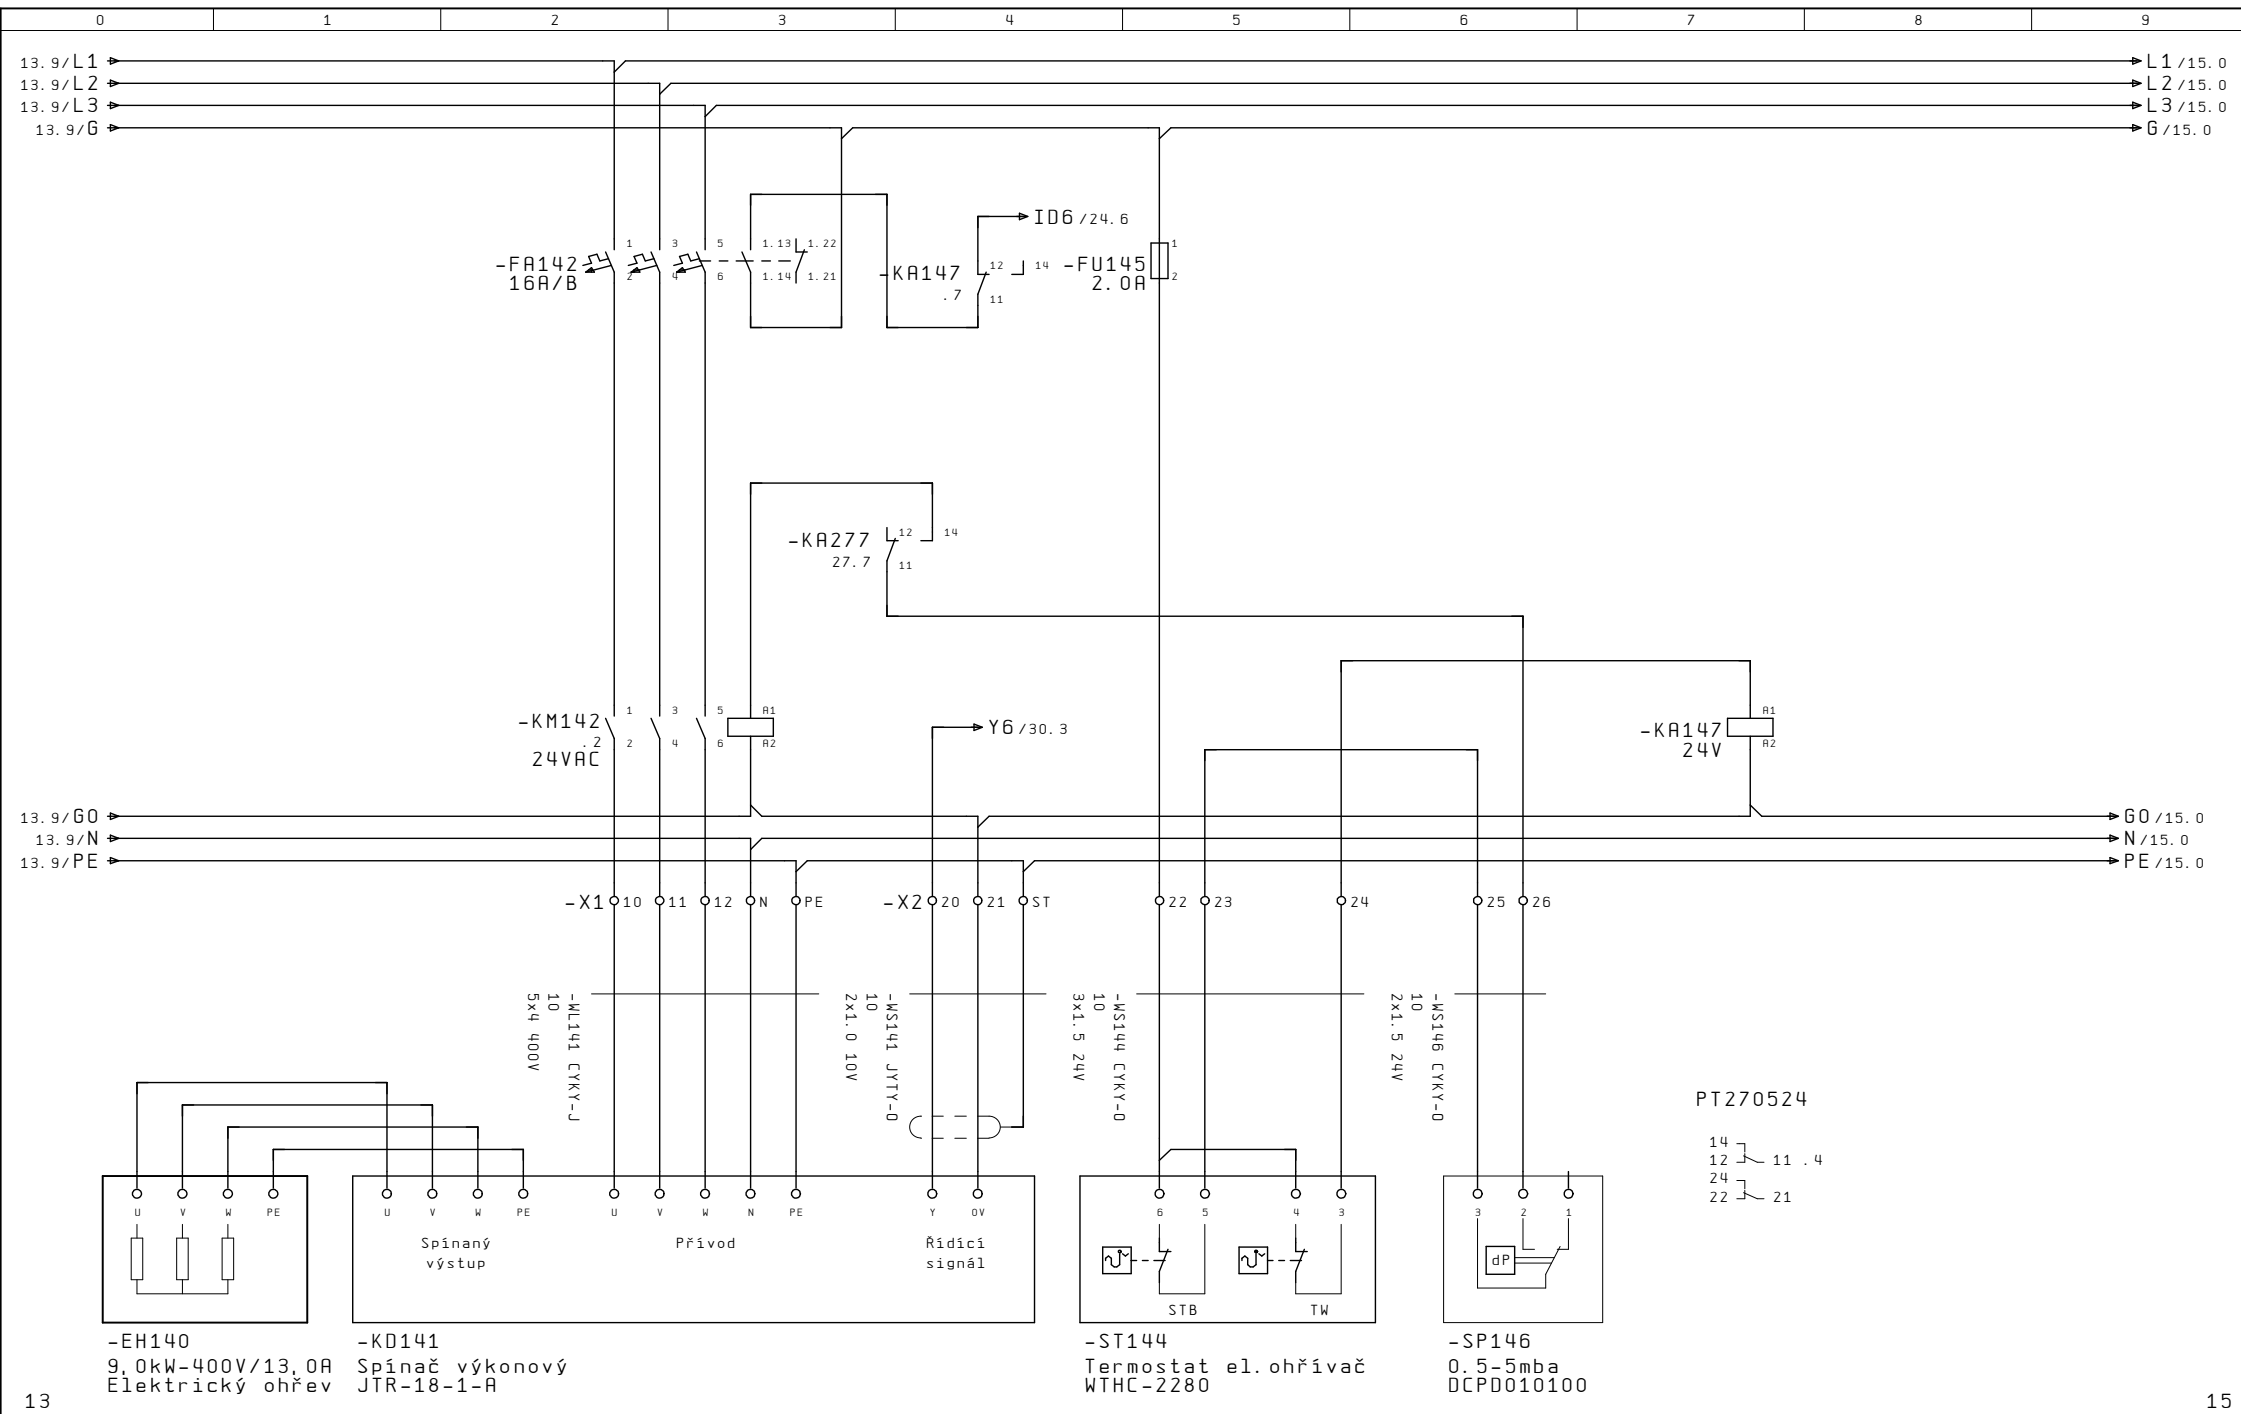 0 1 2 3 4 5 6 7 8 9
13.9/L1 L1/15.0
13.9/L2 L2/15.0
13.9/L3 L3/15.0
13.9/G G/15.0
ID6/24.6
-FA142
16A/B
1 3 5 1.13 1.22
2 4 6 1.14 1.21
-KA147
.7
12 14
11
-FU145
2.0A
1
2
-KA277
27.7
12 14
11
-KM142
.2
24VAC
1 3 5 A1
2 4 6 A2
Y6/30.3
-KA147
24V
A1
A2
13.9/G0 G0/15.0
13.9/N N/15.0
13.9/PE PE/15.0
-X1 10 11 12 N PE -X2 20 21 ST 22 23 24 25 26
-WL141 CYKY-J
10
5x4 400V
-WS141 JYTY-O
10
2x1.0 10V
-WS144 CYKY-O
10
3x1.5 24V
-WS146 CYKY-O
10
2x1.5 24V
PT270524
14
12 11 .4
24
22 21
U V W PE U V W PE U V W N PE Y 0V 6 5 4 3 3 2 1
Spínaný
výstup
Přívod
Řídící
signál
STB TW
dP
-EH140
9,0kW-400V/13,0A
Elektrický ohřev
-KD141
Spínač výkonový
JTR-18-1-A
-ST144
Termostat el.ohřívač
WTHC-2280
-SP146
0.5-5mba
DCPD010100
13 15